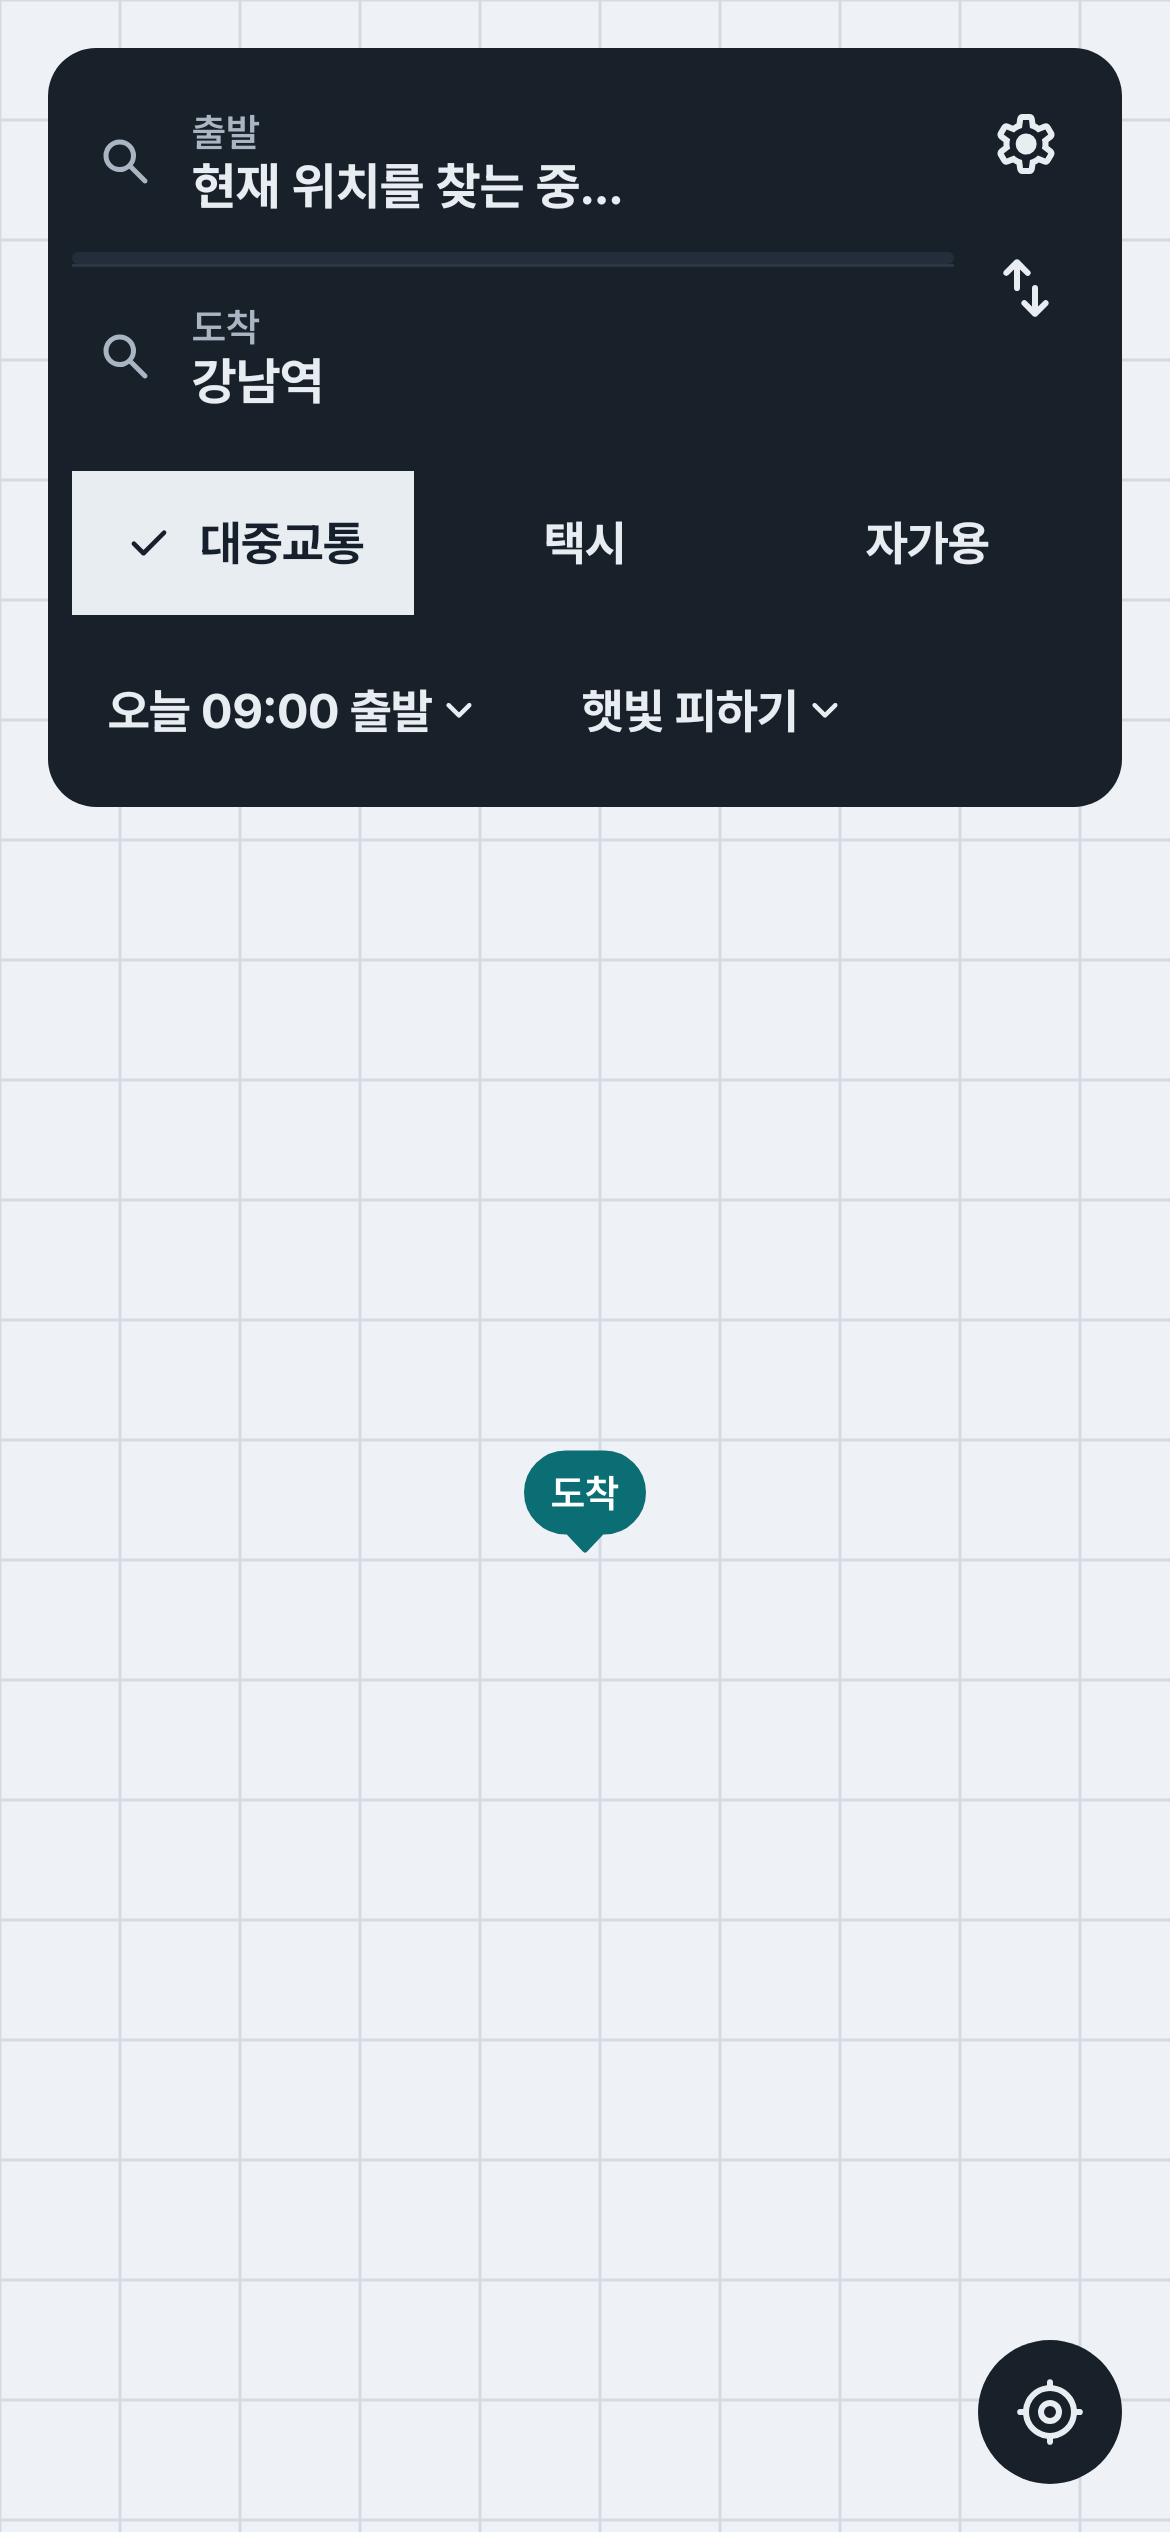 출발
현재 위치를 찾는 중...
도착
강남역
대중교통
택시
자가용
오늘 09:00 출발
햇빛 피하기
도착